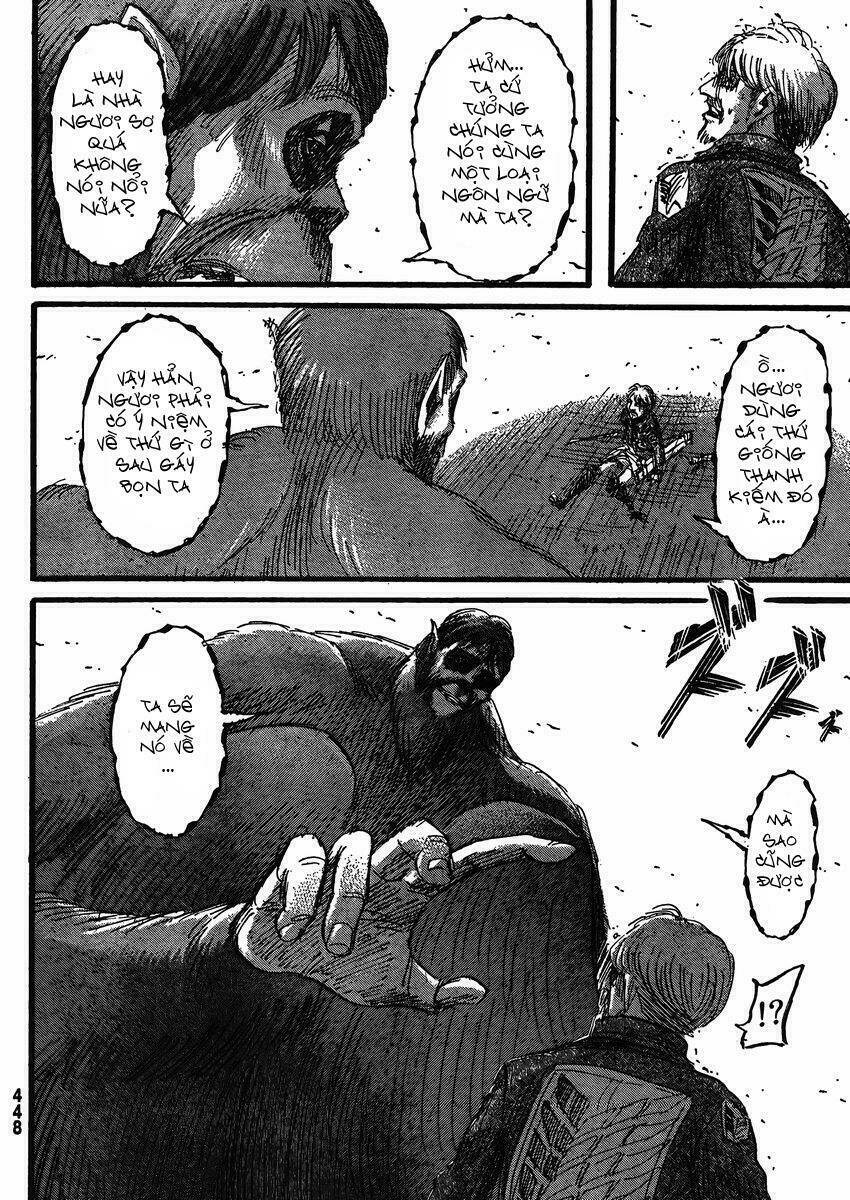 HỬM...
TA CỨ
TƯỞNG
CHÚNG TA
NÓI CÙNG
MỘT LOẠI
NGÔN NGỮ
MÀ TA?
HAY
LÀ NHÀ
NGƯƠI SỢ
QUÁ
KHÔNG
NÓI NỔI
NỮA?
Ồ...
NGƯƠI
DÙNG
CÁI THỨ
GIỐNG
THANH
KIẾM ĐÓ
À...
VẬY HẲN
NGƯƠI PHẢI
CÓ Ý NIỆM
VỀ THỨ GÌ Ở
SAU GÁY
BỌN TA
MÀ
SAO
CŨNG
ĐƯỢC
!?
TA SẼ
MANG
NÓ VỀ
...
448